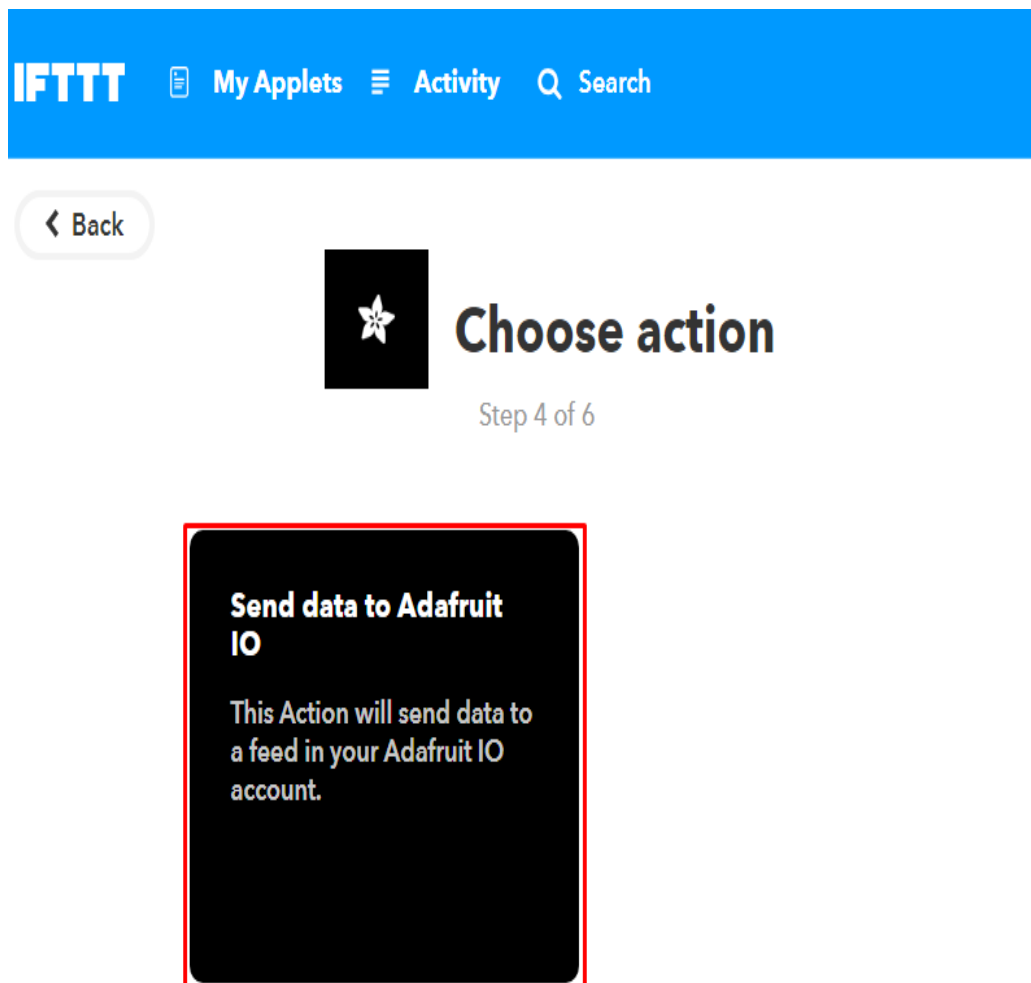 IFTTT My Applets Activity Search
Back
Choose action
Step 4 of 6
Send data to Adafruit
IO
This Action will send data to
a feed in your Adafruit IO
account.